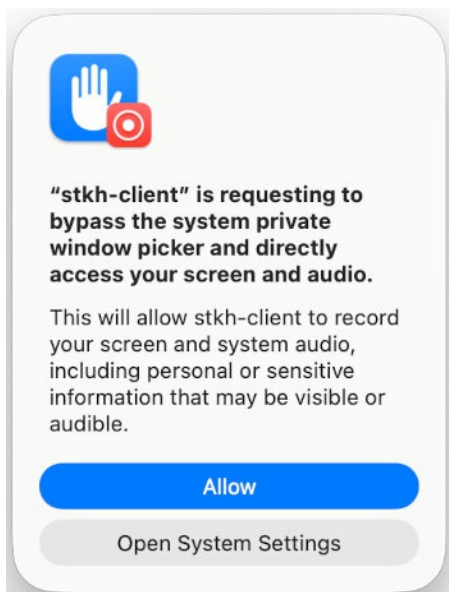 “stkh-client” is requesting to
bypass the system private
window picker and directly
access your screen and audio.
This will allow stkh-client to record
your screen and system audio,
including personal or sensitive
information that may be visible or
audible.
Allow
Open System Settings